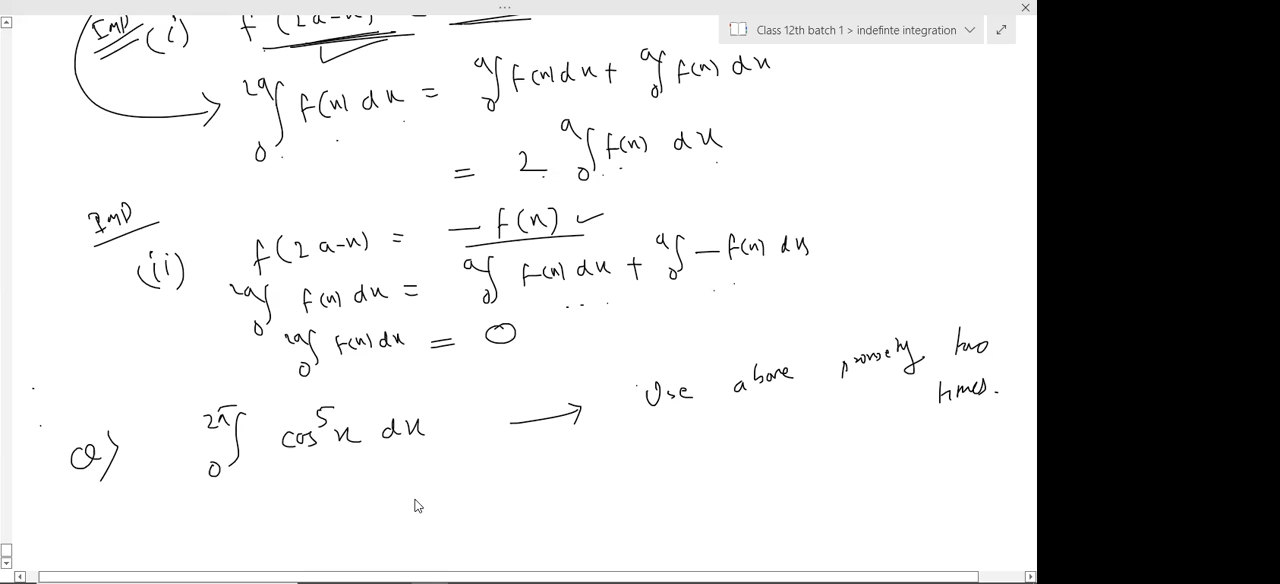 IMP (i) f(2a-x) =
Class 12th batch 1 > indefinte integration
2a∫0 f(x) dx = a∫0 f(x) dx + a∫0 f(x) dx
= 2 a∫0 f(x) dx
IMP
(ii) f(2a-x) = - f(x) ✓
2a∫0 f(x) dx = a∫0 f(x) dx + a∫0 - f(x) dx
2a∫0 f(x) dx = 0
Q) 2π∫0 cos⁵x dx → Use above property two
times.